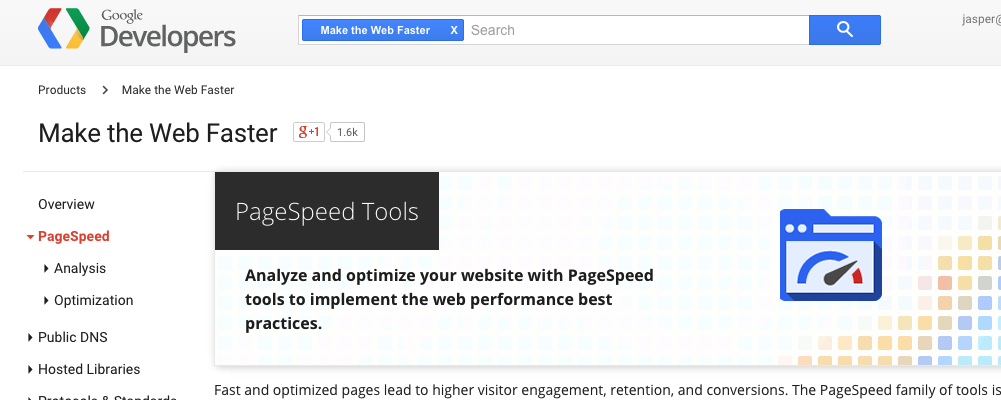 Google
Developers
Make the Web Faster X Search
jasper@
Products > Make the Web Faster
Make the Web Faster g+1 1.6k
Overview
PageSpeed
Analysis
Optimization
Public DNS
Hosted Libraries
Protocols & Standards
PageSpeed Tools
Analyze and optimize your website with PageSpeed
tools to implement the web performance best
practices.
Fast and optimized pages lead to higher visitor engagement, retention, and conversions. The PageSpeed family of tools is